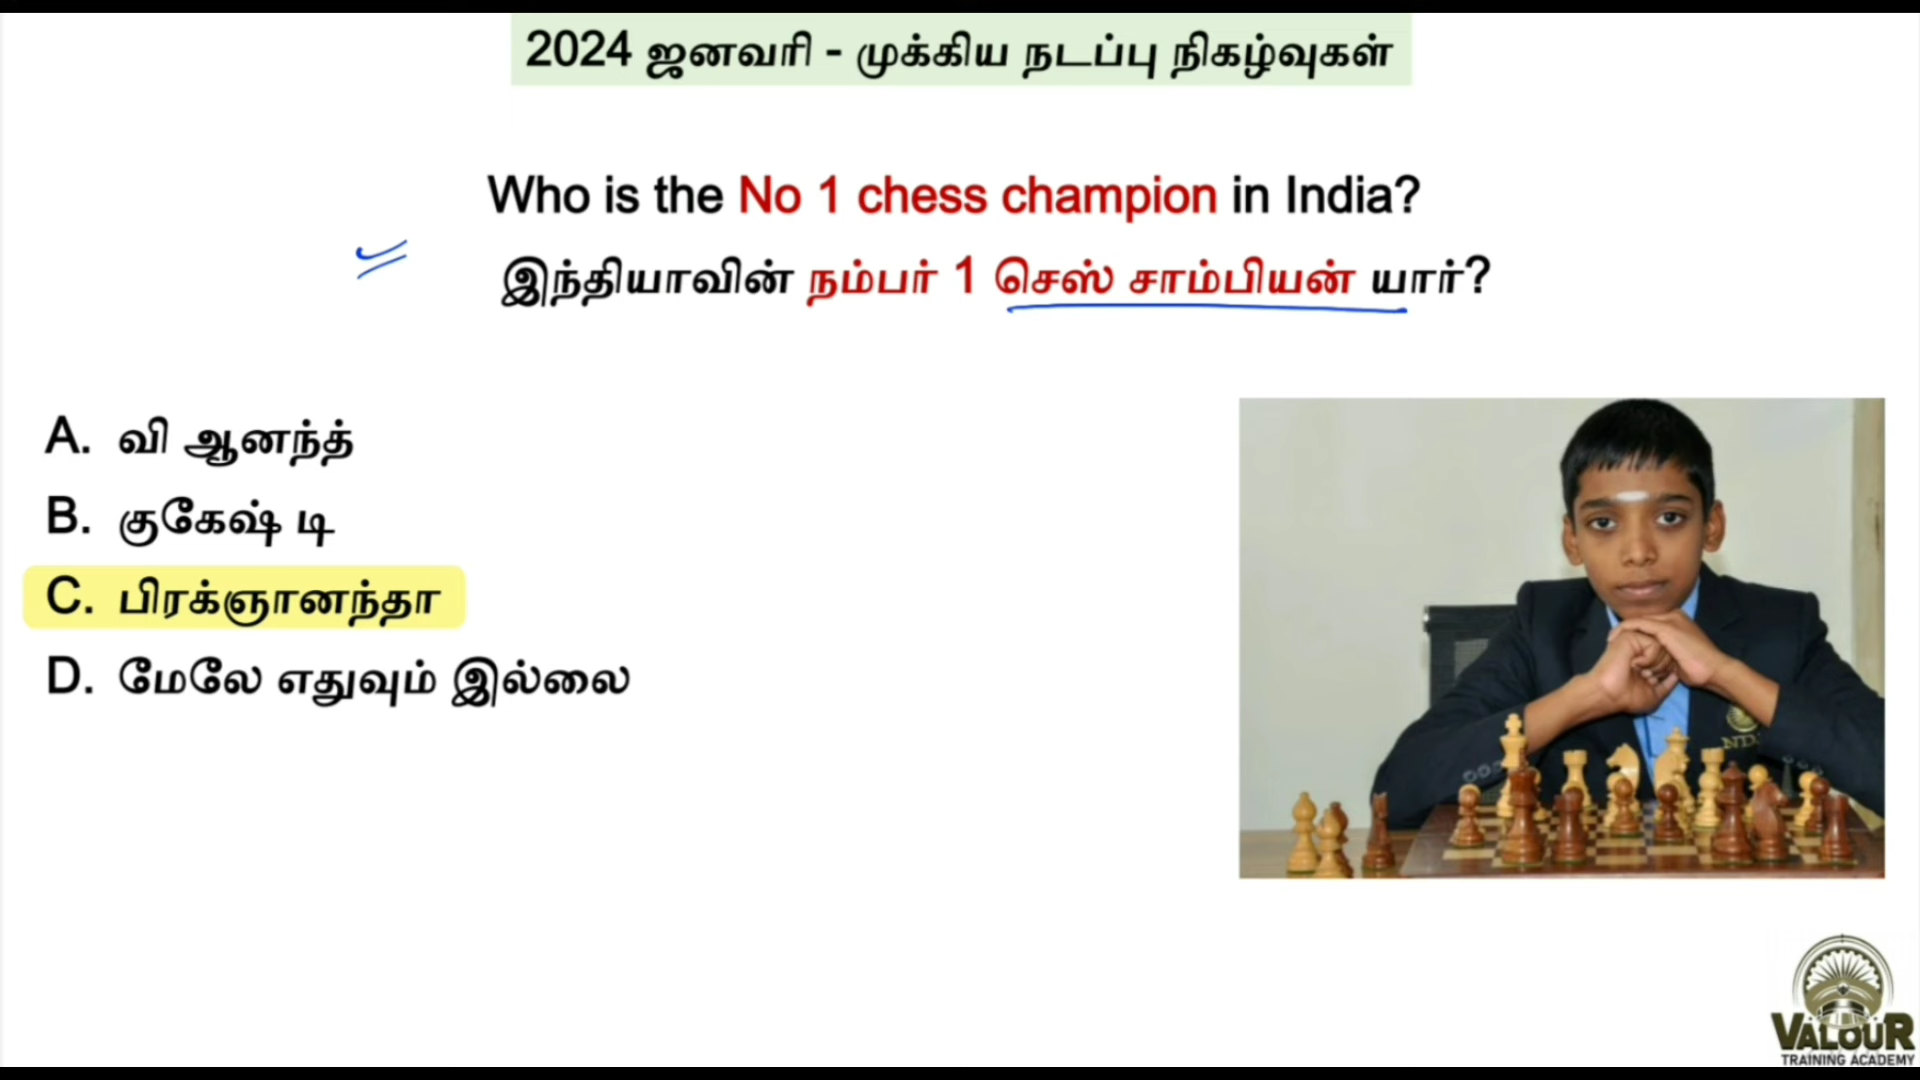 2024 ஜனவரி - முக்கிய நடப்பு நிகழ்வுகள்
Who is the No 1 chess champion in India?
இந்தியாவின் நம்பர் 1 செஸ் சாம்பியன் யார்?
A. வி ஆனந்த்
B. குகேஷ் டி
C. பிரக்ஞானந்தா
D. மேலே எதுவும் இல்லை
VALOUR
TRAINING ACADEMY